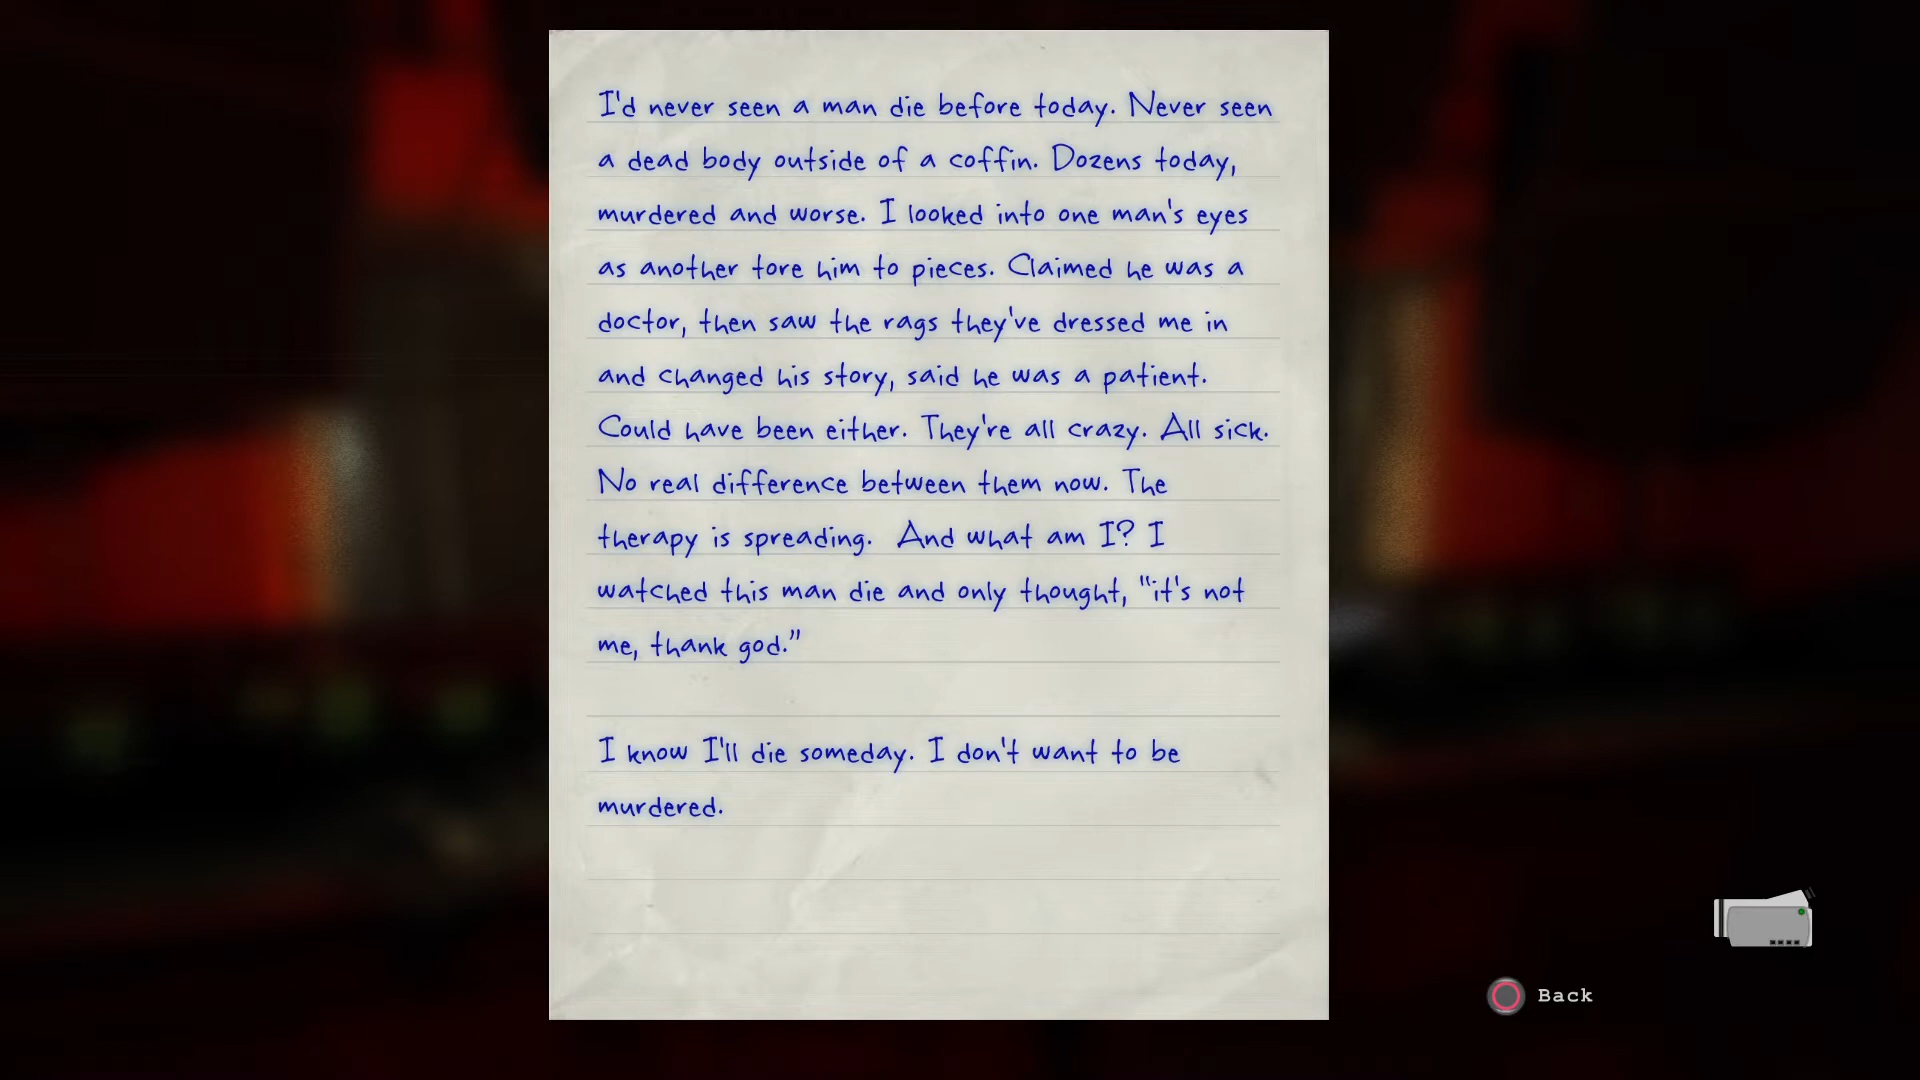 I'd never seen a man die before today. Never seen
a dead body outside of a coffin. Dozens today,
murdered and worse. I looked into one man's eyes
as another tore him to pieces. Claimed he was a
doctor, then saw the rags they've dressed me in
and changed his story, said he was a patient.
Could have been either. They're all crazy. All sick.
No real difference between them now. The
therapy is spreading.  And what am I? I
watched this man die and only thought, "it's not
me, thank god."
I know I'll die someday. I don't want to be
murdered.
Back